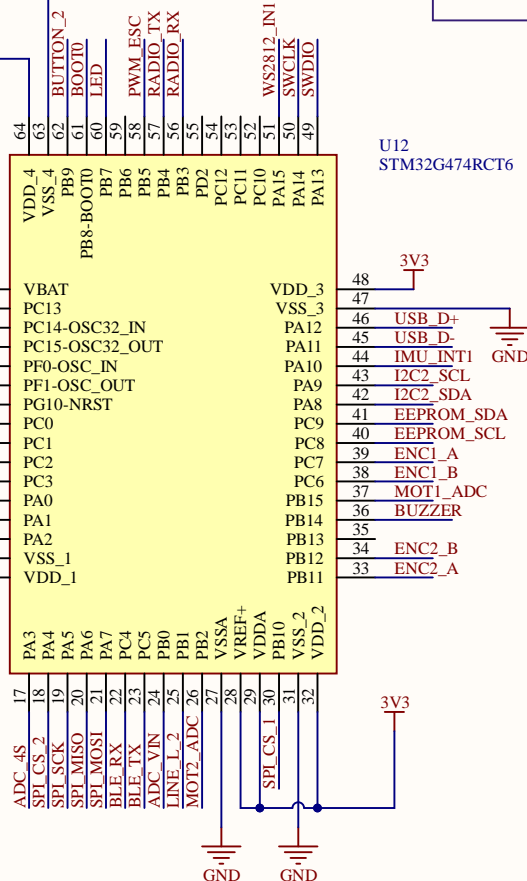 BUTTON_2
BOOT0
LED
PWM_ESC
RADIO_TX
RADIO_RX
WS2812_IN1
SWCLK
SWDIO
64
63
62
61
60
59
58
57
56
55
54
53
52
51
50
49
U12
STM32G474RCT6
VDD_4
VSS_4
PB9
PB8-BOOT0
PB7
PB6
PB5
PB4
PB3
PD2
PC12
PC11
PC10
PA15
PA14
PA13
VBAT
PC13
PC14-OSC32_IN
PC15-OSC32_OUT
PF0-OSC_IN
PF1-OSC_OUT
PG10-NRST
PC0
PC1
PC2
PC3
PA0
PA1
PA2
VSS_1
VDD_1
3V3
VDD_3 48
VSS_3 47
PA12 46 USB_D+
PA11 45 USB_D-
GND
PA10 44 IMU_INT1
PA9 43 I2C2_SCL
PA8 42 I2C2_SDA
PC9 41 EEPROM_SDA
PC8 40 EEPROM_SCL
PC7 39 ENC1_A
PC6 38 ENC1_B
PB15 37 MOT1_ADC
PB14 36 BUZZER
PB13 35
PB12 34 ENC2_B
PB11 33 ENC2_A
PA3
PA4
PA5
PA6
PA7
PC4
PC5
PB0
PB1
PB2
VSSA
VREF+
VDDA
PB10
VSS_2
VDD_2
17
18
19
20
21
22
23
24
25
26
27
28
29
30
31
32
ADC_4S
SPI_CS_2
SPI_SCK
SPI_MISO
SPI_MOSI
BLE_RX
BLE_TX
ADC_VIN
LINE_L_2
MOT2_ADC
SPI_CS_1
3V3
GND
GND